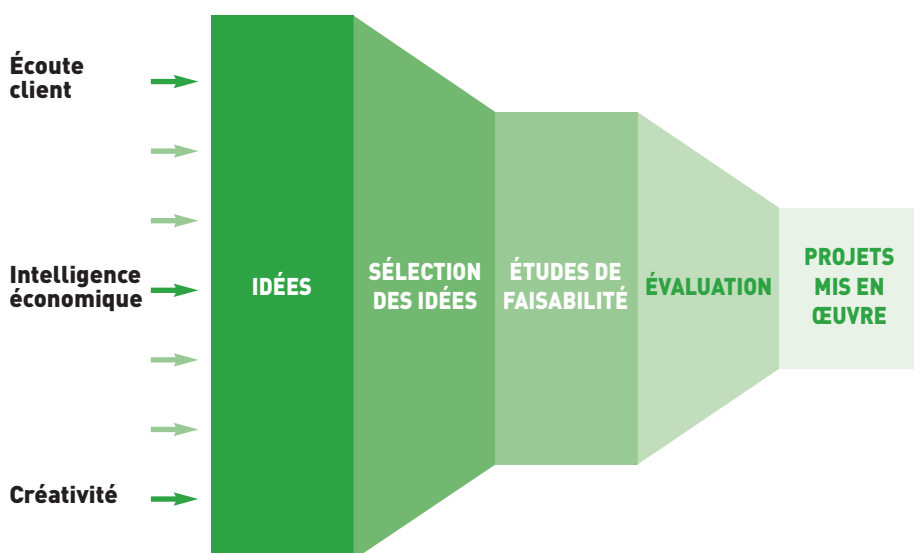 Écoute
client
Intelligence
économique
Créativité
IDÉES
SÉLECTION
DES IDÉES
ÉTUDES DE
FAISABILITÉ
ÉVALUATION
PROJETS
MIS EN
ŒUVRE